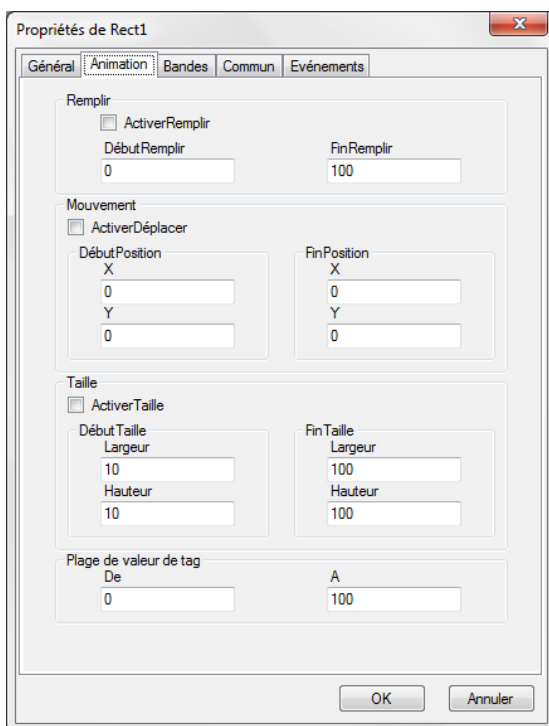 Propriétés de Rect1
Général Animation Bandes Commun Evénements
Remplir
ActiverRemplir
DébutRemplir FinRemplir
0 100
Mouvement
ActiverDéplacer
DébutPosition FinPosition
X X
0 0
Y Y
0 0
Taille
ActiverTaille
DébutTaille FinTaille
Largeur Largeur
10 100
Hauteur Hauteur
10 100
Plage de valeur de tag
De A
0 100
OK Annuler